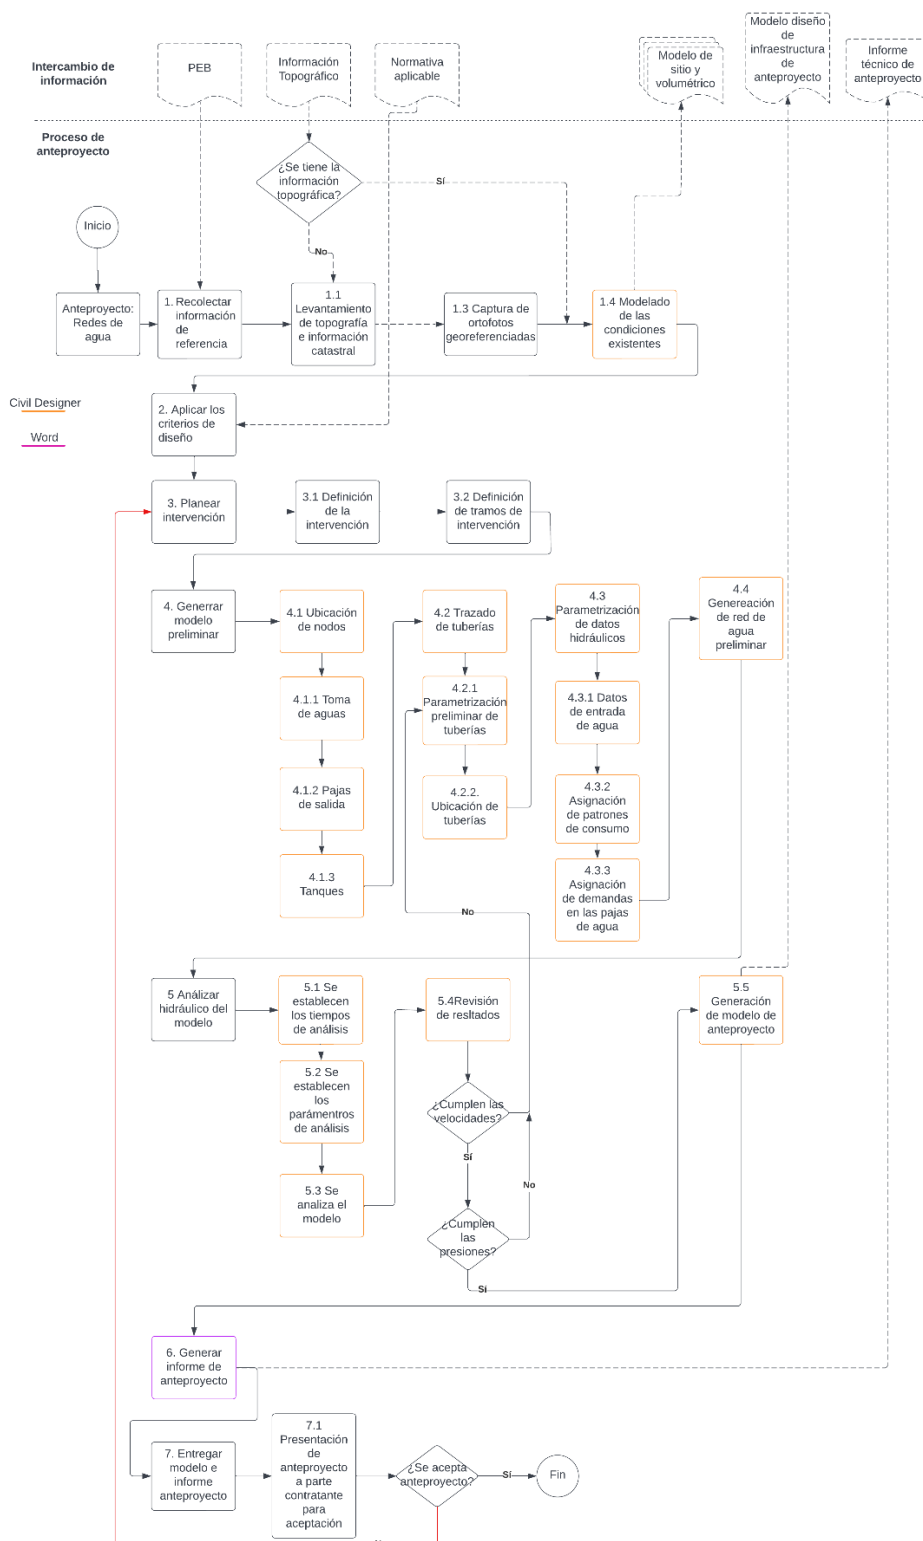 Intercambio de
información
PEB
Información
Topográfico
Normativa
aplicable
Modelo de
sitio y
volumétrico
Modelo diseño
de
infraestructura
de
anteproyecto
Informe
técnico de
anteproyecto
Proceso de
anteproyecto
¿Se tiene la
información
topográfica?
Sí
No
Inicio
Anteproyecto:
Redes de
agua
1. Recolectar
información
de
referencia
1.1
Levantamiento
de topografía
e información
catastral
1.3 Captura de
ortofotos
georeferenciadas
1.4 Modelado
de las
condiciones
existentes
Civil Designer
Word
2. Aplicar los
criterios de
diseño
3. Planear
intervención
3.1 Definición
de la
intervención
3.2 Definición
de tramos de
intervención
4. Generrar
modelo
preliminar
4.1 Ubicación
de nodos
4.2 Trazado
de tuberías
4.3
Parametrización
de datos
hidráulicos
4.4
Genereación
de red de
agua
preliminar
4.1.1 Toma
de aguas
4.2.1
Parametrización
preliminar de
tuberías
4.3.1 Datos
de entrada
de agua
4.1.2 Pajas
de salida
4.2.2.
Ubicación de
tuberías
4.3.2
Asignación
de patrones
de consumo
4.1.3
Tanques
4.3.3
Asignación
de demandas
en las pajas
de agua
No
5 Análizar
hidráulico del
modelo
5.1 Se
establecen
los tiempos
de análisis
5.4Revisión
de resltados
5.5
Generación
de modelo de
anteproyecto
5.2 Se
establecen
los
parámentros
de análisis
¿Cumplen las
velocidades?
Sí
No
5.3 Se
analiza el
modelo
¿Cumplen
las
presiones?
Sí
6. Generar
informe de
anteproyecto
7. Entregar
modelo e
informe
anteproyecto
7.1
Presentación
de
anteproyecto
a parte
contratante
para
aceptación
¿Se acepta
anteproyecto?
Sí
Fin